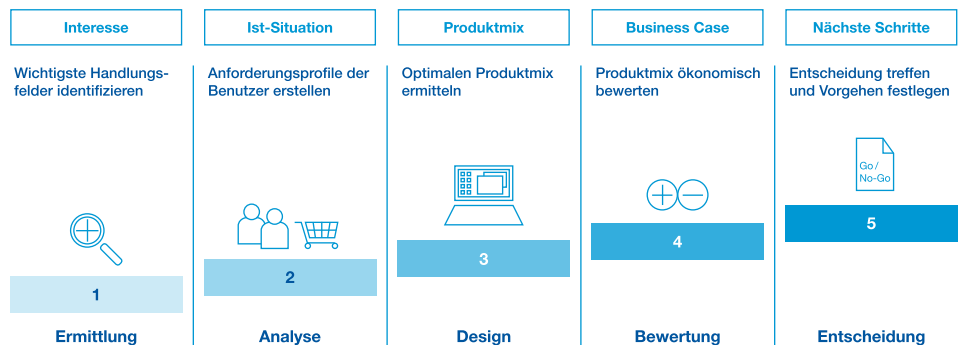 Interesse
Wichtigste Handlungs-
felder identifizieren
1
Ermittlung
Ist-Situation
Anforderungsprofile der
Benutzer erstellen
2
Analyse
Produktmix
Optimalen Produktmix
ermitteln
3
Design
Business Case
Produktmix ökonomisch
bewerten
4
Bewertung
Nächste Schritte
Entscheidung treffen
und Vorgehen festlegen
Go /
No-Go
5
Entscheidung